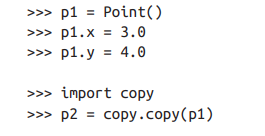 >>> p1 = Point()
>>> p1.x = 3.0
>>> p1.y = 4.0
>>> import copy
>>> p2 = copy.copy(p1)